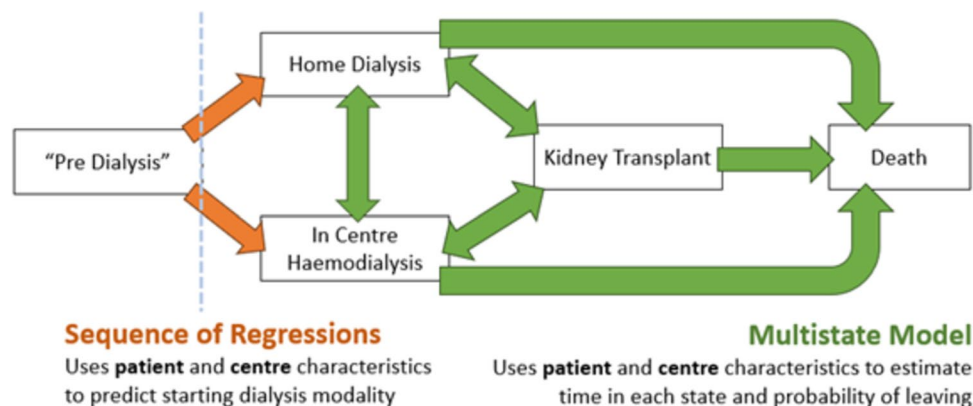 Home Dialysis
"Pre Dialysis"
Kidney Transplant
Death
In Centre
Haemodialysis
Sequence of Regressions
Uses patient and centre characteristics
to predict starting dialysis modality
Multistate Model
Uses patient and centre characteristics to estimate
time in each state and probability of leaving